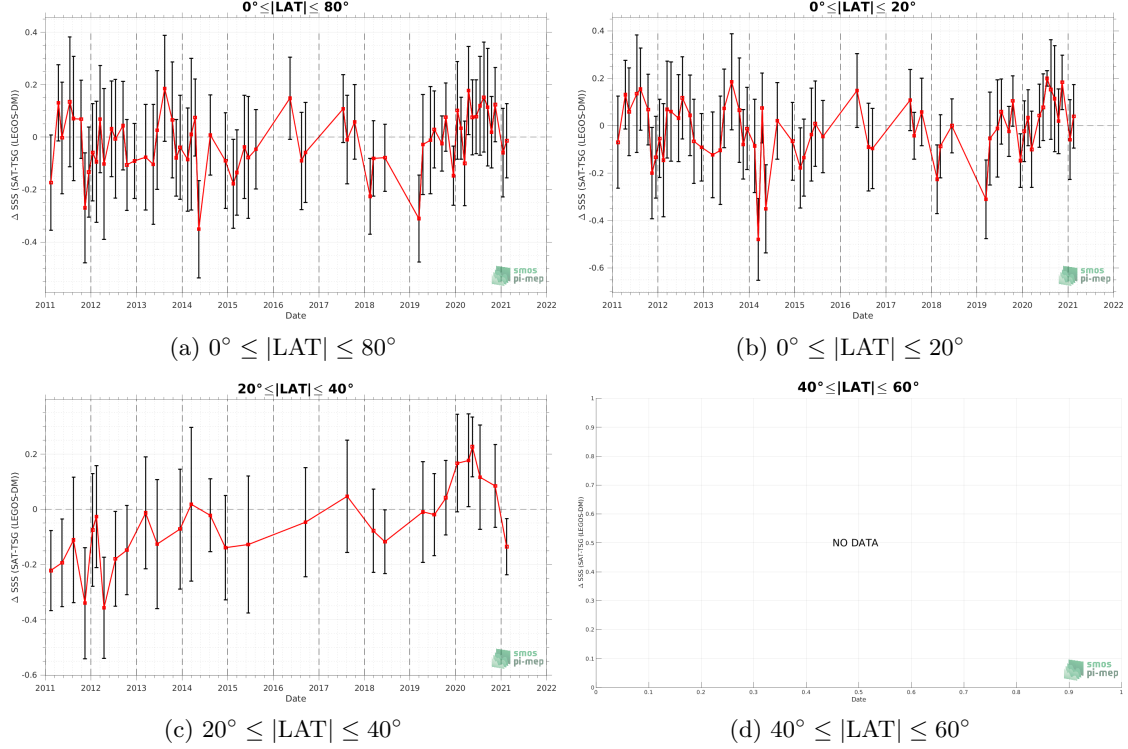 0°≤|LAT|≤ 80°
Δ SSS (SAT-TSG (LEGOS-DM))
0.4
0.2
0
-0.2
-0.4
2011 2012 2013 2014 2015 2016 2017 2018 2019 2020 2021 2022
Date
smos
pi-mep
(a) 0° ≤ |LAT| ≤ 80°
0°≤|LAT|≤ 20°
Δ SSS (SAT-TSG (LEGOS-DM))
0.4
0.2
0
-0.2
-0.4
-0.6
2011 2012 2013 2014 2015 2016 2017 2018 2019 2020 2021 2022
Date
smos
pi-mep
(b) 0° ≤ |LAT| ≤ 20°
20°≤|LAT|≤ 40°
Δ SSS (SAT-TSG (LEGOS-DM))
0.2
0
-0.2
-0.4
-0.6
2011 2012 2013 2014 2015 2016 2017 2018 2019 2020 2021 2022
Date
smos
pi-mep
(c) 20° ≤ |LAT| ≤ 40°
40°≤|LAT|≤ 60°
Δ SSS (SAT-TSG (LEGOS-DM))
1
0.9
0.8
0.7
0.6
0.5
0.4
0.3
0.2
0.1
0
NO DATA
0 0.1 0.2 0.3 0.4 0.5 0.6 0.7 0.8 0.9 1
Date
smos
pi-mep
(d) 40° ≤ |LAT| ≤ 60°